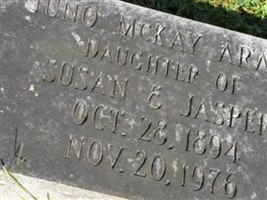 JUNO MCKAY ARA
DAUGHTER OF
SUSAN & JASPER
OCT. 28, 1894
NOV. 20, 1976